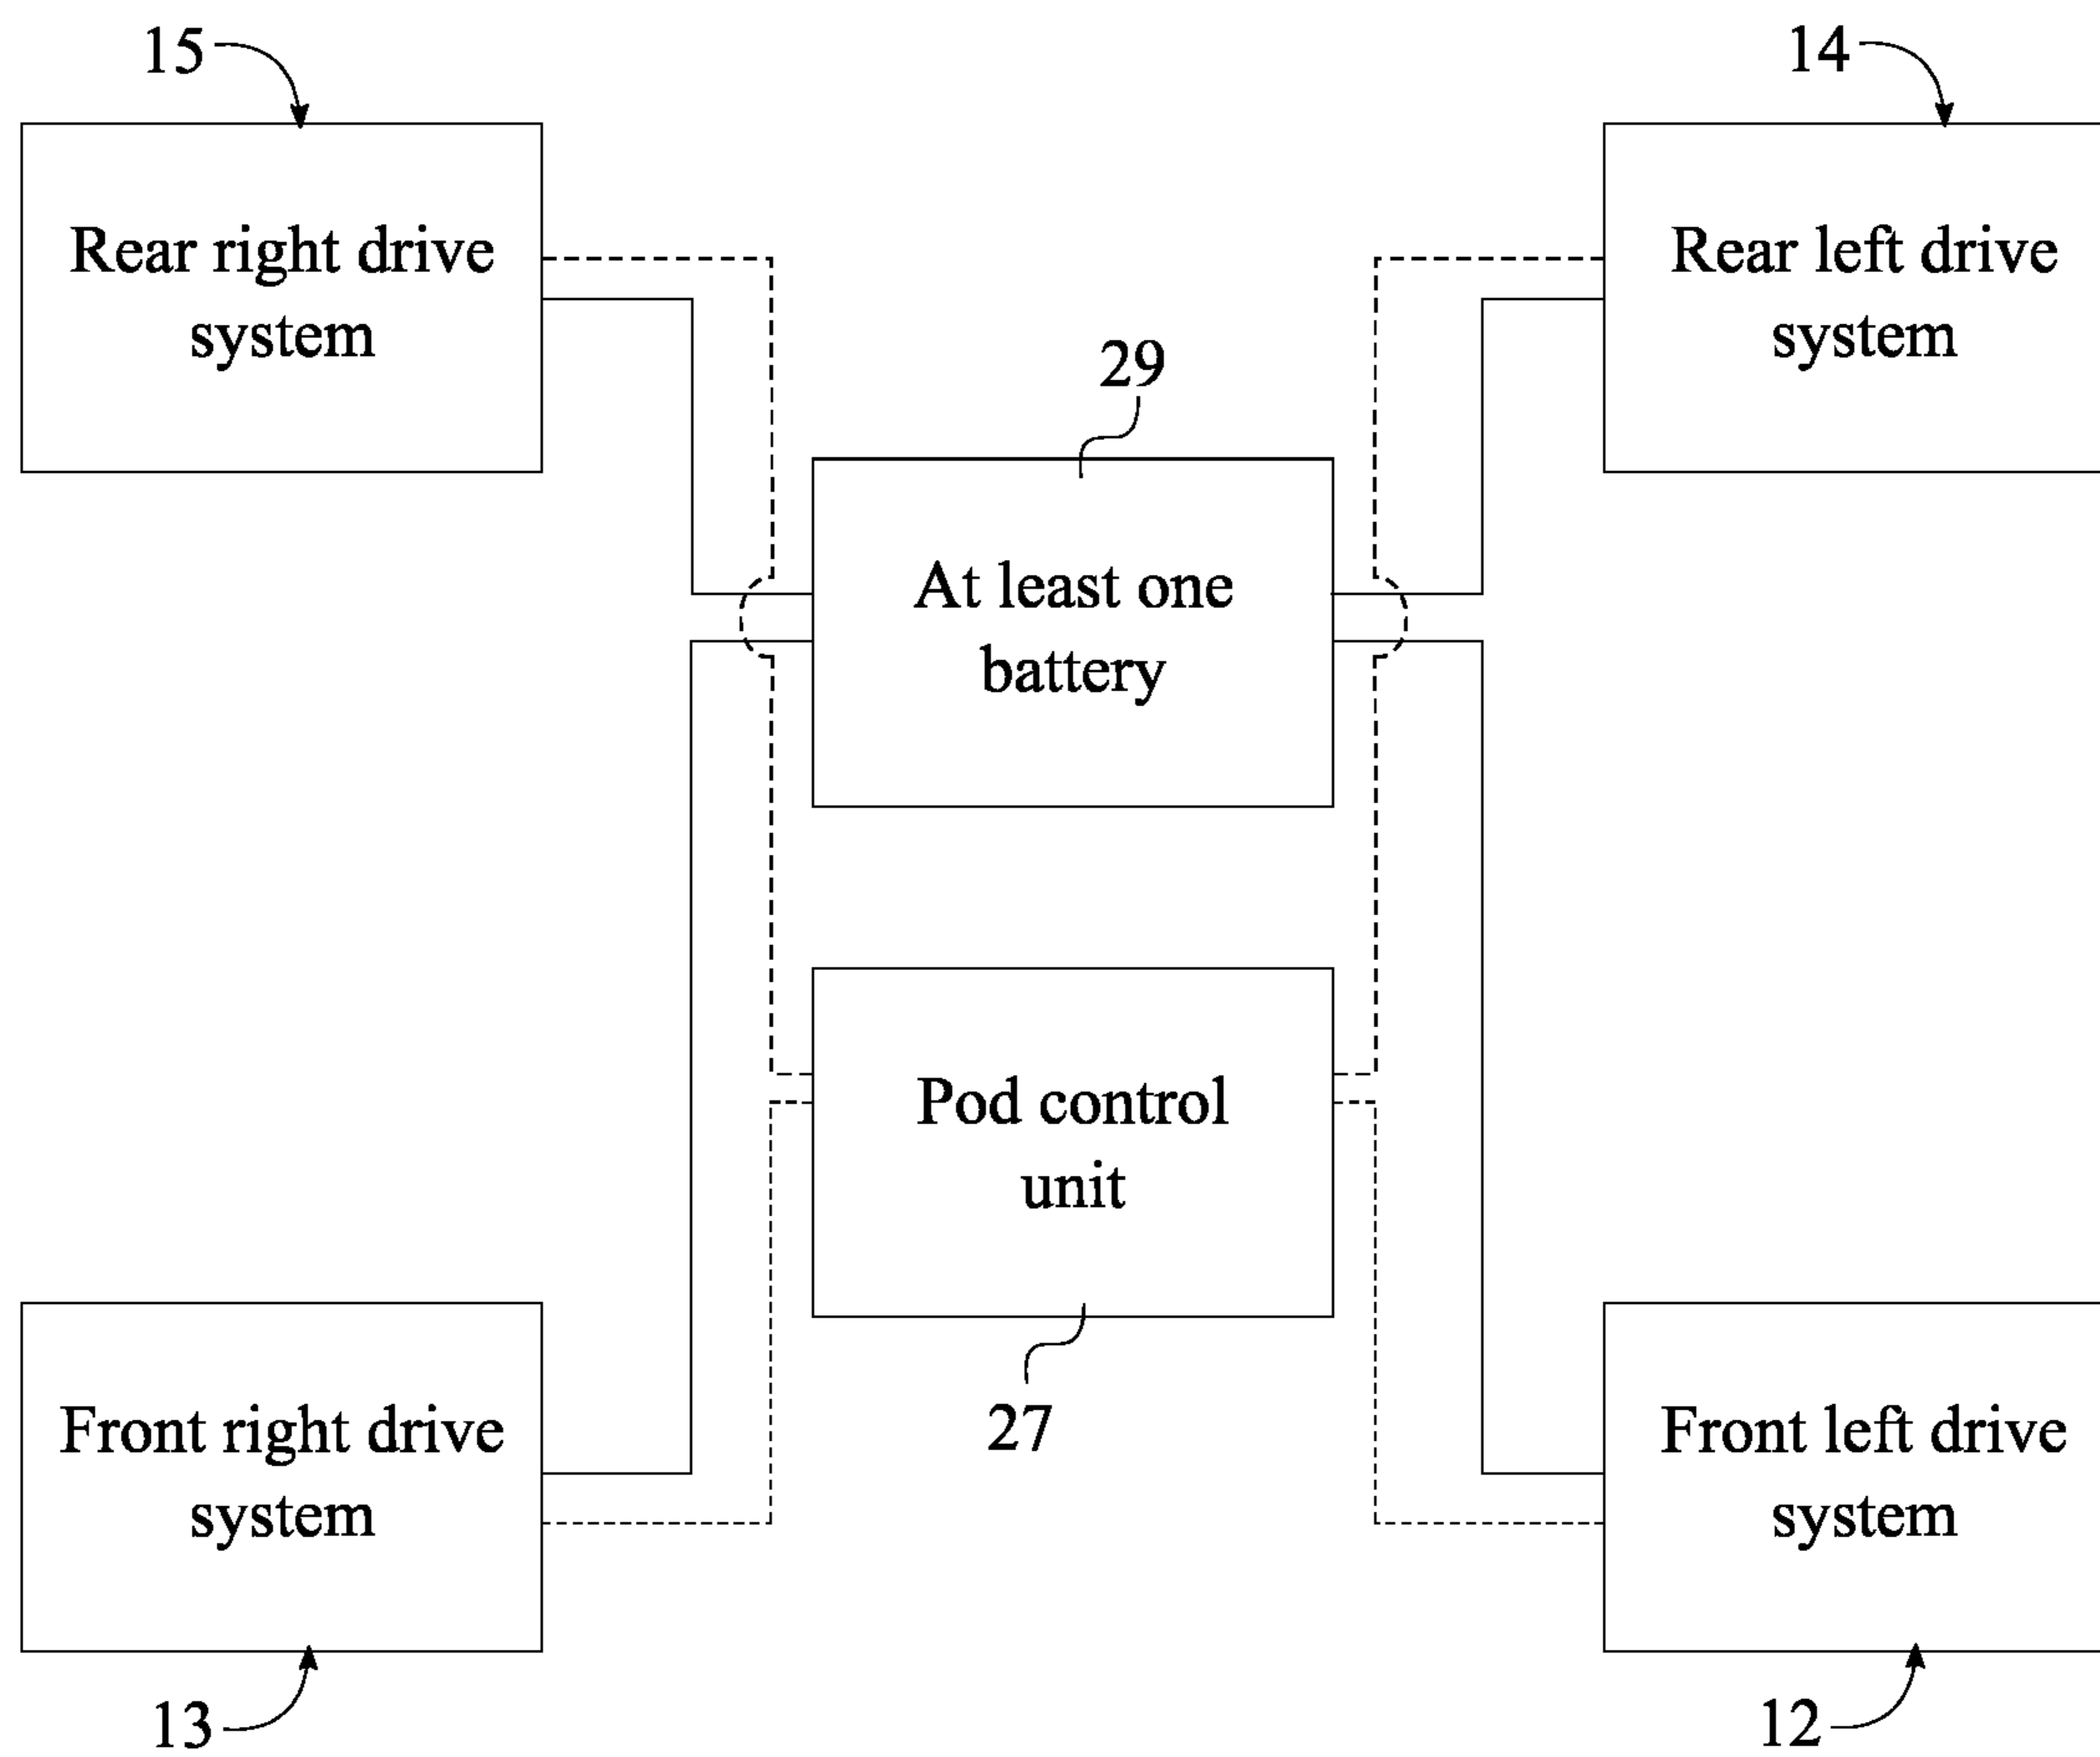 15
14
Rear right drive
system
Rear left drive
system
29
At least one
battery
Pod control
unit
27
Front right drive
system
Front left drive
system
13
12